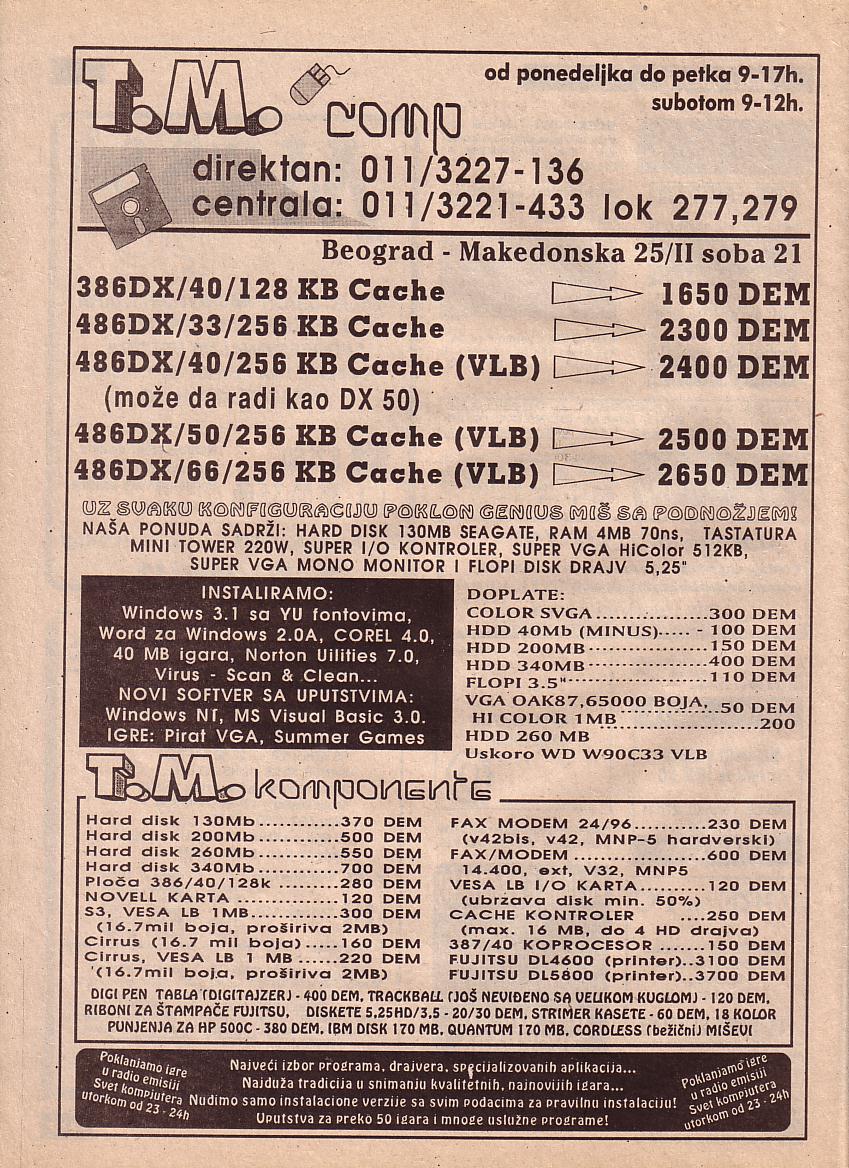 T.M. comp
od ponedeljka do petka 9-17h.
subotom 9-12h.
direktan: 011/3227-136
centrala: 011/3221-433 lok 277,279
Beograd - Makedonska 25/II soba 21
386DX/40/128 KB Cache 1650 DEM
486DX/33/256 KB Cache 2300 DEM
486DX/40/256 KB Cache (VLB) 2400 DEM
(može da radi kao DX 50)
486DX/50/256 KB Cache (VLB) 2500 DEM
486DX/66/256 KB Cache (VLB) 2650 DEM
UZ SVAKU KONFIGURACIJU POKLON GENIUS MIŠ SA PODNOŽJEM!
NAŠA PONUDA SADRŽI: HARD DISK 130MB SEAGATE, RAM 4MB 70ns, TASTATURA
MINI TOWER 220W, SUPER I/O KONTROLER, SUPER VGA HiColor 512KB,
SUPER VGA MONO MONITOR I FLOPI DISK DRAJV 5,25"
INSTALIRAMO:
Windows 3.1 sa YU fontovima,
Word za Windows 2.0A, COREL 4.0,
40 MB igara, Norton Uilities 7.0,
Virus - Scan & Clean...
NOVI SOFTVER SA UPUTSTVIMA:
Windows NT, MS Visual Basic 3.0.
IGRE: Pirat VGA, Summer Games
DOPLATE:
COLOR SVGA..................300 DEM
HDD 40Mb (MINUS)..... - 100 DEM
HDD 200MB....................150 DEM
HDD 340MB....................400 DEM
FLOPI 3.5"........................110 DEM
VGA OAK87,65000 BOJA,...50 DEM
HI COLOR 1MB.......................200
HDD 260 MB
Uskoro WD W90C33 VLB
T.M. komponente
Hard disk 130Mb............370 DEM
Hard disk 200Mb............500 DEM
Hard disk 260Mb............550 DEM
Hard disk 340Mb............700 DEM
Ploča 386/40/128k ........280 DEM
NOVELL KARTA ...............120 DEM
S3, VESA LB 1MB.............300 DEM
(16.7mil boja, proširiva 2MB)
Cirrus (16.7 mil boja).....160 DEM
Cirrus, VESA LB 1 MB ......220 DEM
(16.7mil boja, proširiva 2MB)
FAX MODEM 24/96...........230 DEM
(v42bis, v42, MNP-5 hardverski)
FAX/MODEM ....................600 DEM
14.400, ext, V32, MNP5
VESA LB I/O KARTA..........120 DEM
(ubrzava disk min. 50%)
CACHE KONTROLER ....250 DEM
(max. 16 MB, do 4 HD drajva)
387/40 KOPROCESOR .......150 DEM
FUJITSU DL4600 (printer)..3100 DEM
FUJITSU DL5800 (printer)..3700 DEM
DIGI PEN TABLA (DIGITAJZER) - 400 DEM, TRACKBALL (JOŠ NEVIĐENO SA VELIKOM KUGLOM) - 120 DEM,
RIBONI ZA ŠTAMPAČE FUJITSU, DISKETE 5,25HD/3,5 - 20/30 DEM, STRIMER KASETE - 60 DEM, 18 KOLOR
PUNJENJA ZA HP 500C - 380 DEM, IBM DISK 170 MB, QUANTUM 170 MB, CORDLESS (bežični) MIŠEVI
Poklanjamo igre
u radio emisiji
Svet kompjutera
utorkom od 23 - 24h
Najveći izbor programa, drajvera, specijalizovanih aplikacija...
Najduža tradicija u snimanju kvalitetnih, najnovijih igara...
Nudimo samo instalacione verzije sa svim podacima za pravilnu instalaciju!
Uputstva za preko 50 igara i mnoge uslužne programe!
Poklanjamo igre
u radio emisiji
Svet kompjutera
utorkom od 23 - 24h